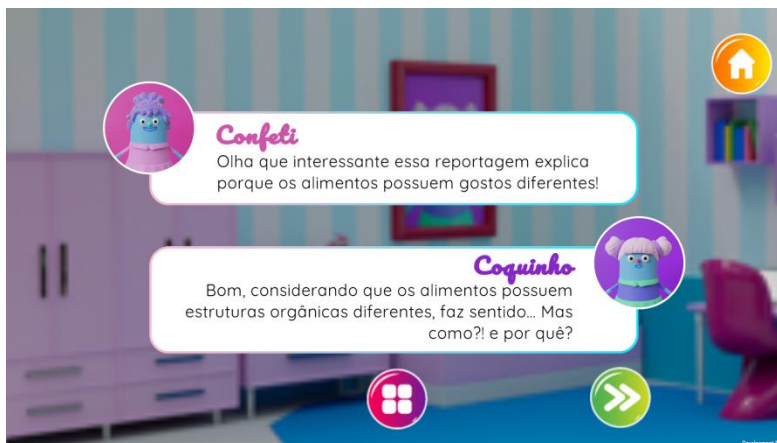 Confeti
Olha que interessante essa reportagem explica
porque os alimentos possuem gostos diferentes!
Coquinho
Bom, considerando que os alimentos possuem
estruturas orgânicas diferentes, faz sentido... Mas
como?! e por quê?